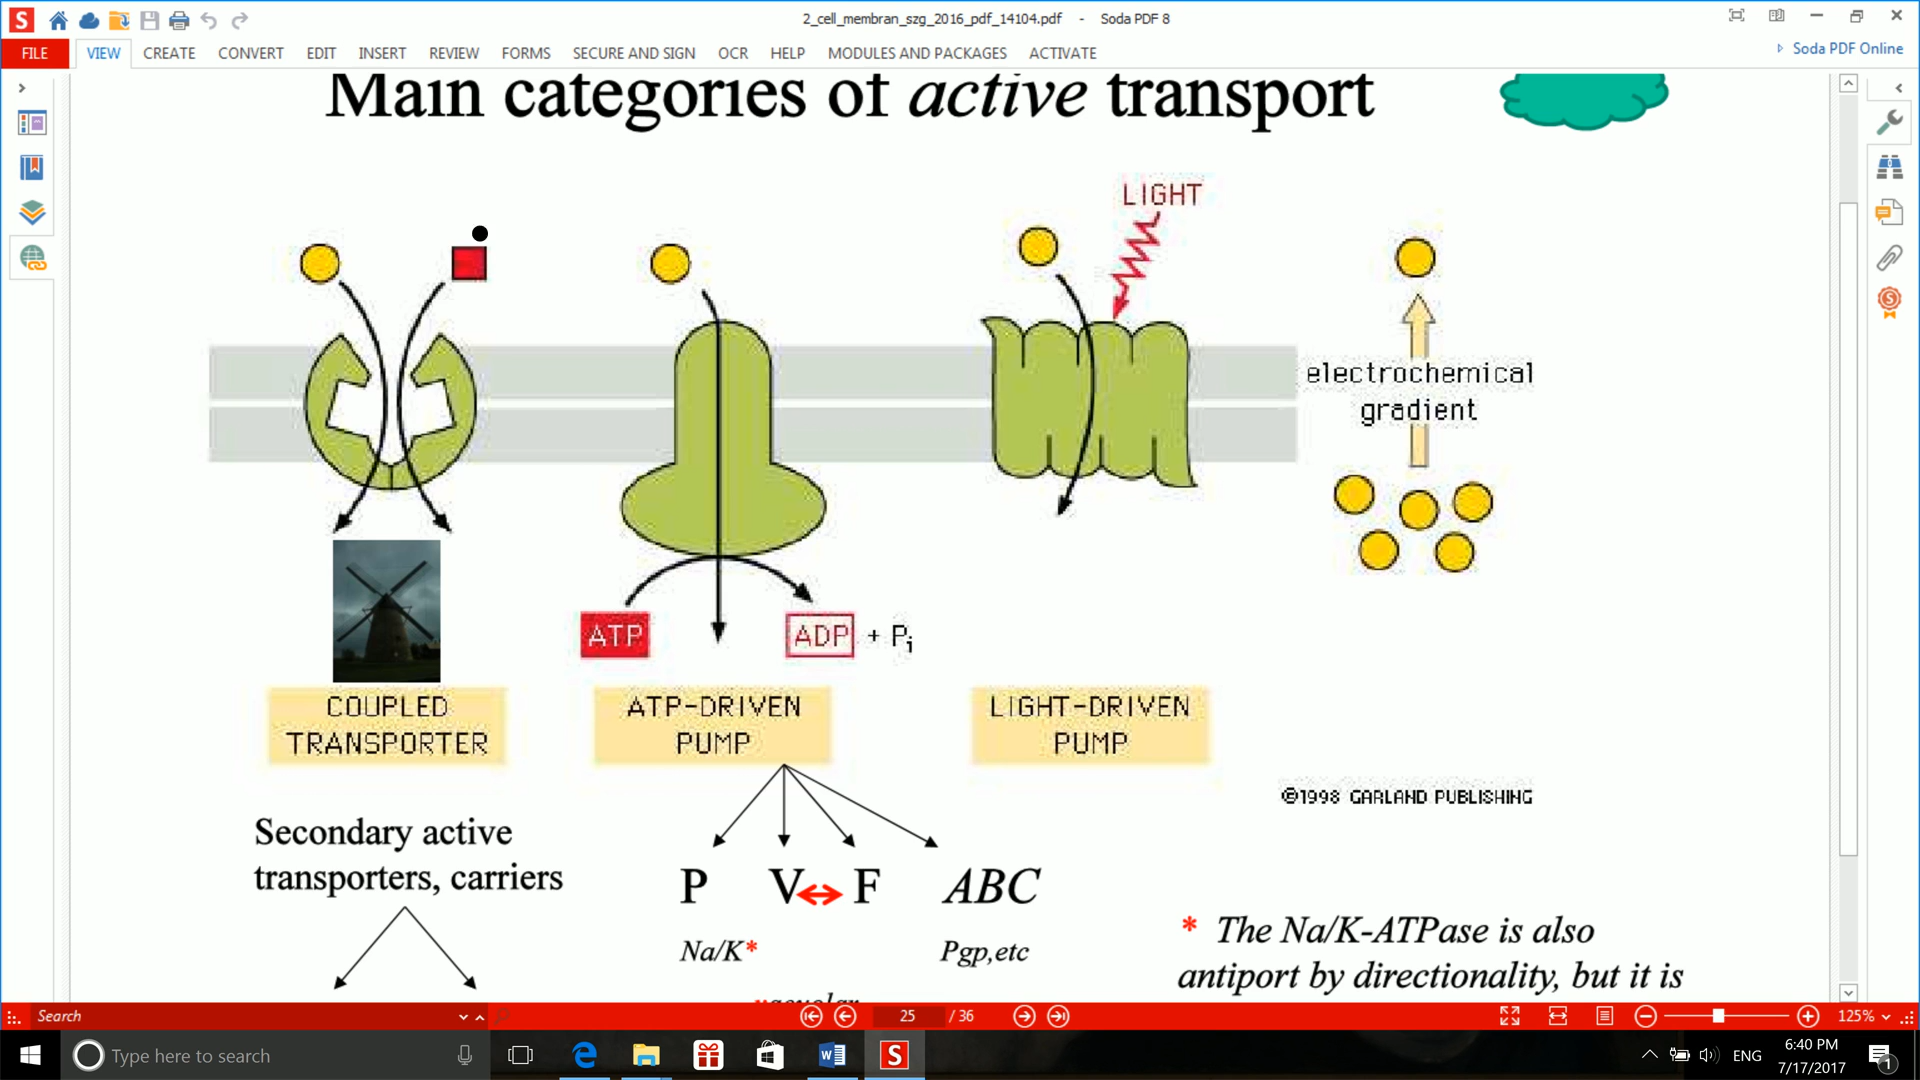 2_cell_membran_szg_2016_pdf_14104.pdf - Soda PDF 8
FILE VIEW CREATE CONVERT EDIT INSERT REVIEW FORMS SECURE AND SIGN OCR HELP MODULES AND PACKAGES ACTIVATE
Soda PDF Online
Main categories of active transport
LIGHT
electrochemical
gradient
ATP
ADP + Pi
COUPLED
TRANSPORTER
ATP-DRIVEN
PUMP
LIGHT-DRIVEN
PUMP
©1998 GARLAND PUBLISHING
Secondary active
transporters, carriers
P V F ABC
Na/K* Pgp,etc
* The Na/K-ATPase is also
antiport by directionality, but it is
vacuolar
Search
25 / 36
125%
Type here to search
ENG
6:40 PM
7/17/2017
1